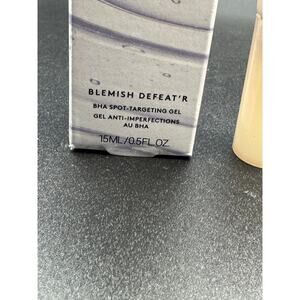 BLEMISH DEFEAT'R
BHA SPOT-TARGETING GEL
GEL ANTI-IMPERFECTIONS
AU BHA
15ML/0.5FL.OZ.